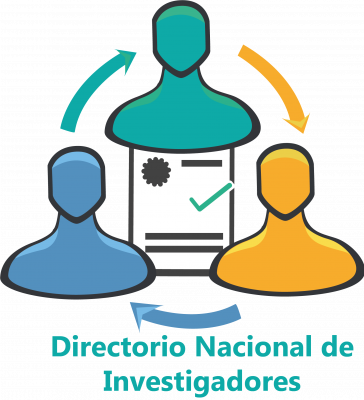 Directorio Nacional de
Investigadores